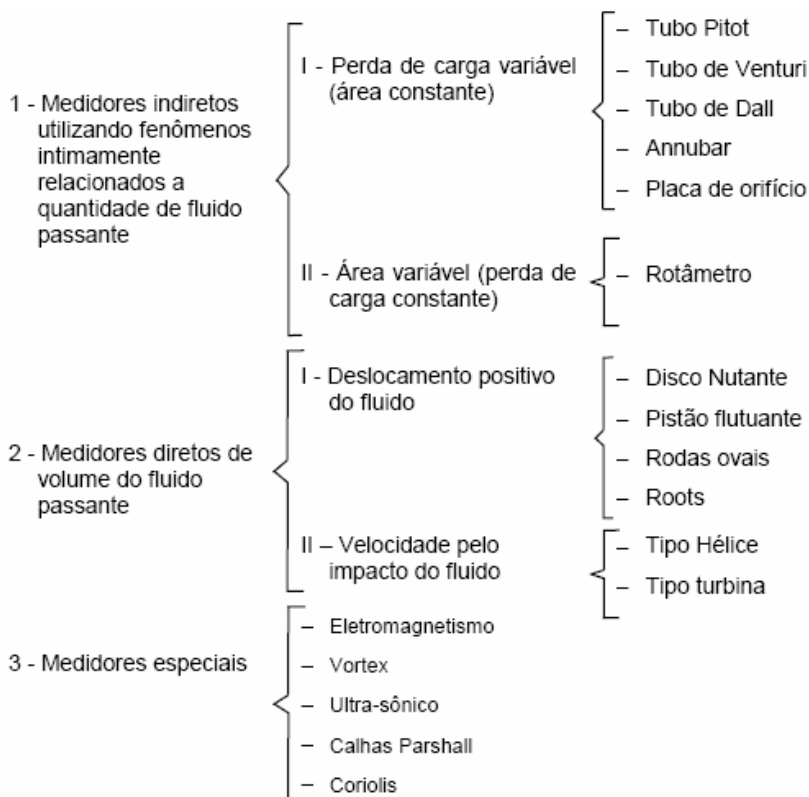 1 - Medidores indiretos
utilizando fenômenos
intimamente
relacionados a
quantidade de fluido
passante
I - Perda de carga variável
(área constante)
– Tubo Pitot
– Tubo de Venturi
– Tubo de Dall
– Annubar
– Placa de orifício
II - Área variável (perda de
carga constante)
– Rotâmetro
2 - Medidores diretos de
volume do fluido
passante
I - Deslocamento positivo
do fluido
– Disco Nutante
– Pistão flutuante
– Rodas ovais
– Roots
II – Velocidade pelo
impacto do fluido
– Tipo Hélice
– Tipo turbina
3 - Medidores especiais
– Eletromagnetismo
– Vortex
– Ultra-sônico
– Calhas Parshall
– Coriolis